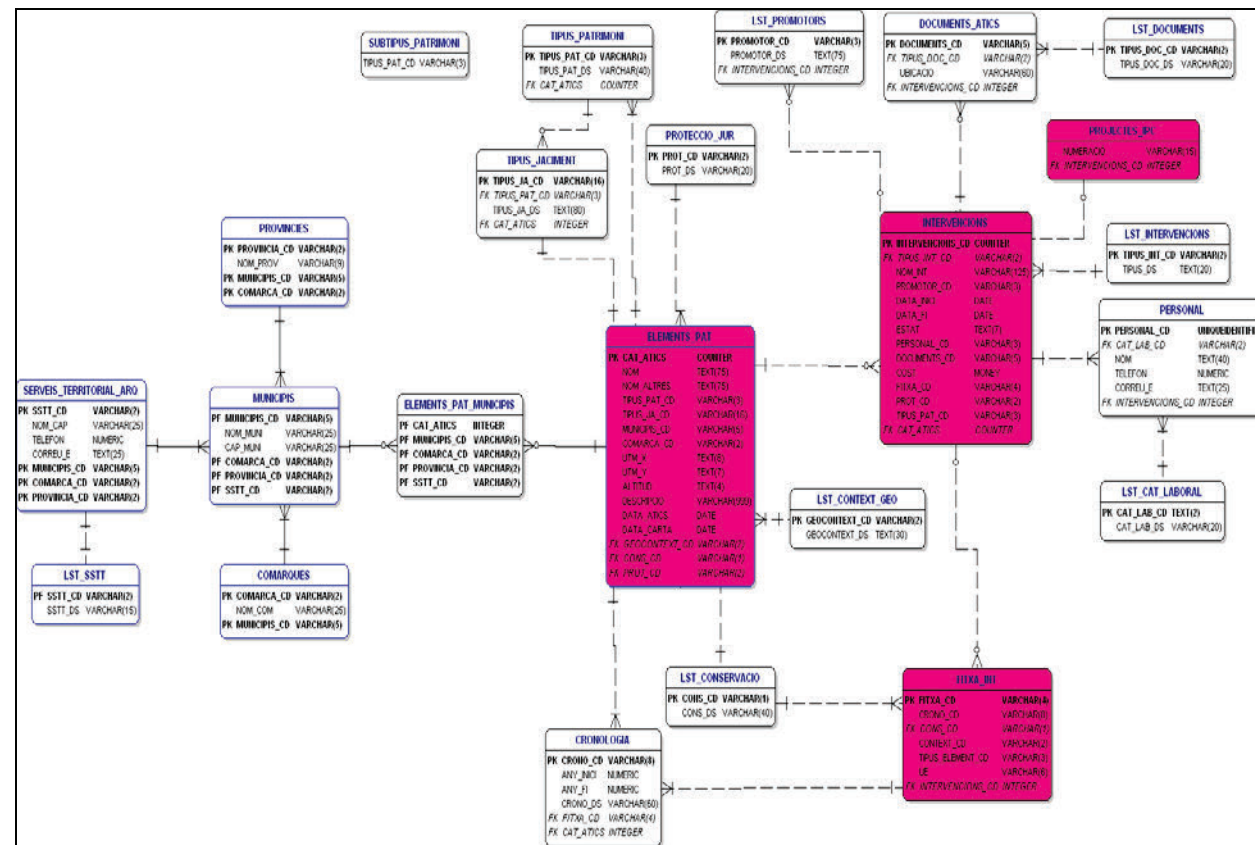 SUBTIPUS_PATRIMONI
TIPUS_PAT_CD VARCHAR(3)
TIPUS_PATRIMONI
PK TIPUS_PAT_CD VARCHAR(3)
TIPUS_PAT_DS VARCHAR(40)
FK CAT_ATICS COUNTER
LST_PROMOTORS
PK PROMOTOR_CD VARCHAR(3)
PROMOTOR_DS TEXT(75)
FK INTERVENCIONS_CD INTEGER
DOCUMENTS_ATICS
PK DOCUMENTS_CD VARCHAR(5)
FK TIPUS_DOC_CD VARCHAR(2)
UBICACIO VARCHAR(60)
FK INTERVENCIONS_CD INTEGER
LST_DOCUMENTS
PK TIPUS_DOC_CD VARCHAR(2)
TIPUS_DOC_DS VARCHAR(20)
TIPUS_JACIMENT
PK TIPUS_JA_CD VARCHAR(16)
FK TIPUS_PAT_CD VARCHAR(3)
TIPUS_JA_DS TEXT(80)
FK CAT_ATICS INTEGER
PROTECCIO_JUR
PK PROT_CD VARCHAR(2)
PROT_DS VARCHAR(20)
NUMERACIO VARCHAR(15)
FK INTERVENCIONS_CD INTEGER
PROVINCIES
PK PROVINCIA_CD VARCHAR(2)
NOM_PROV VARCHAR(9)
PK MUNICIPIS_CD VARCHAR(5)
PK COMARCA_CD VARCHAR(2)
INTERVENCIONS
PK INTERVENCIONS_CD COUNTER
FK TIPUS_INT_CD VARCHAR(2)
NOM_INT VARCHAR(125)
PROMOTOR_CD VARCHAR(3)
DATA_INICI DATE
DATA_FI DATE
ESTAT TEXT(7)
PERSONAL_CD VARCHAR(3)
DOCUMENTS_CD VARCHAR(5)
COST MONEY
FITXA_CD VARCHAR(4)
PROT_CD VARCHAR(2)
TIPUS_PAT_CD VARCHAR(3)
FK CAT_ATICS COUNTER
LST_INTERVENCIONS
PK TIPUS_INT_CD VARCHAR(2)
TIPUS_DS TEXT(20)
PERSONAL
PK PERSONAL_CD UNIQUEIDENTIFI
FK CAT_LAB_CD VARCHAR(2)
NOM TEXT(40)
TELEFON NUMERIC
CORREU_E TEXT(25)
FK INTERVENCIONS_CD INTEGER
SERVEIS_TERRITORIAL_ARQ
PK SSTT_CD VARCHAR(2)
NOM_CAP VARCHAR(25)
TELEFON NUMERIC
CORREU_E TEXT(25)
PK MUNICIPIS_CD VARCHAR(5)
PK COMARCA_CD VARCHAR(2)
PK PROVINCIA_CD VARCHAR(2)
MUNICIPIS
PF MUNICIPIS_CD VARCHAR(5)
NOM_MUNI VARCHAR(25)
CAP_MUNI VARCHAR(25)
PF COMARCA_CD VARCHAR(2)
PF PROVINCIA_CD VARCHAR(2)
PF SSTT_CD VARCHAR(2)
ELEMENTS_PAT_MUNICIPIS
PF CAT_ATICS INTEGER
PF MUNICIPIS_CD VARCHAR(5)
PF COMARCA_CD VARCHAR(2)
PF PROVINCIA_CD VARCHAR(2)
PF SSTT_CD VARCHAR(2)
ELEMENTS_PAT
PK CAT_ATICS COUNTER
NOM TEXT(75)
NOM_ALTRES TEXT(75)
TIPUS_PAT_CD VARCHAR(3)
TIPUS_JA_CD VARCHAR(16)
MUNICIPIS_CD VARCHAR(5)
COMARCA_CD VARCHAR(2)
UTM_X TEXT(6)
UTM_Y TEXT(7)
ALTITUD TEXT(4)
DESCRIPCIO VARCHAR(999)
DATA_ATICS DATE
DATA_CARTA DATE
FK GEOCONTEXT_CD VARCHAR(2)
FK CONS_CD VARCHAR(1)
FK PROT_CD VARCHAR(2)
LST_CONTEXT_GEO
PK GEOCONTEXT_CD VARCHAR(2)
GEOCONTEXT_DS TEXT(30)
LST_CAT_LABORAL
PK CAT_LAB_CD TEXT(2)
CAT_LAB_DS VARCHAR(20)
LST_SSTT
PF SSTT_CD VARCHAR(2)
SSTT_DS VARCHAR(15)
COMARQUES
PK COMARCA_CD VARCHAR(2)
NOM_COM VARCHAR(25)
PK MUNICIPIS_CD VARCHAR(5)
LST_CONSERVACIO
PK CONS_CD VARCHAR(1)
CONS_DS VARCHAR(40)
FITXA_INT
PK FITXA_CD VARCHAR(4)
CRONO_CD VARCHAR(8)
FK CONS_CD VARCHAR(1)
CONTEXT_CD VARCHAR(2)
TIPUS_ELEMENT_CD VARCHAR(3)
UE VARCHAR(6)
FK INTERVENCIONS_CD INTEGER
CRONOLOGIA
PK CRONO_CD VARCHAR(8)
ANY_INICI NUMERIC
ANY_FI NUMERIC
CRONO_DS VARCHAR(60)
FK FITXA_CD VARCHAR(4)
FK CAT_ATICS INTEGER